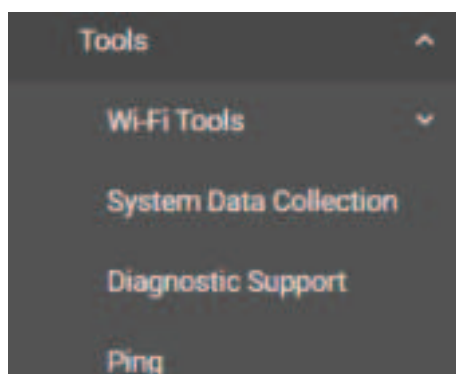 Tools
Wi-Fi Tools
System Data Collection
Diagnostic Support
Ping